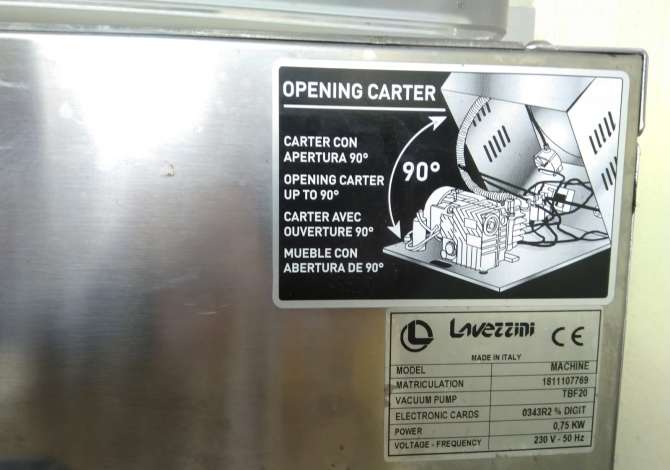 OPENING CARTER
CARTER CON
APERTURA 90°
OPENING CARTER
UP TO 90°
CARTER AVEC
OUVERTURE 90°
MUEBLE CON
ABERTURA DE 90°
90°
Lavezzini CE
MADE IN ITALY
MODEL MACHINE
MATRICULATION 1811107769
VACUUM PUMP TBF20
ELECTRONIC CARDS 0343R2 % DIGIT
POWER 0,75 KW
VOLTAGE - FREQUENCY 230 V - 50 Hz